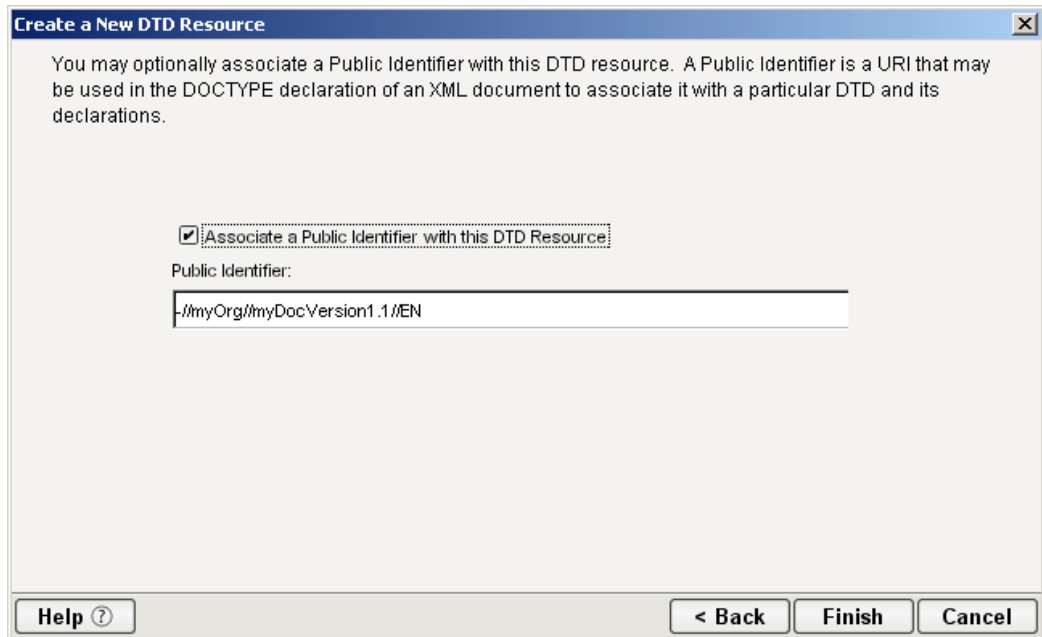 Create a New DTD Resource
You may optionally associate a Public Identifier with this DTD resource. A Public Identifier is a URI that may
be used in the DOCTYPE declaration of an XML document to associate it with a particular DTD and its
declarations.
Associate a Public Identifier with this DTD Resource
Public Identifier:
-//myOrg//myDocVersion1.1//EN
Help ?
< Back
Finish
Cancel